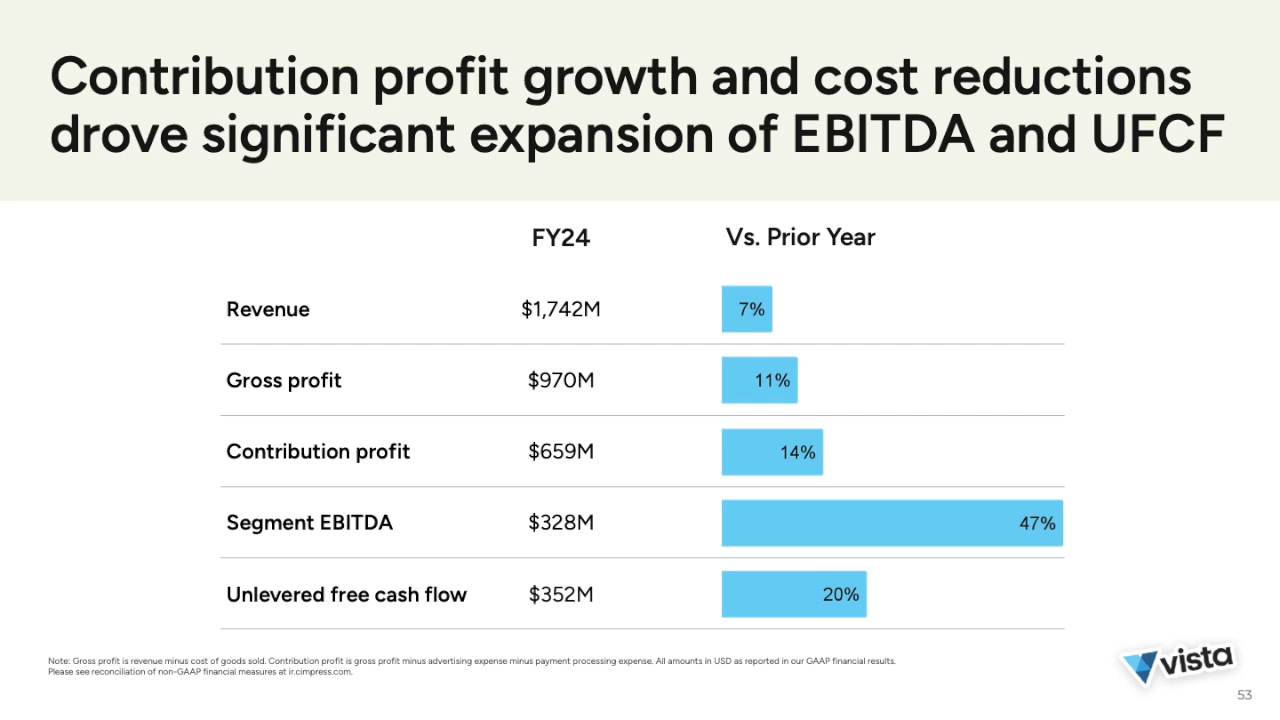 Contribution profit growth and cost reductions
drove significant expansion of EBITDA and UFCF
FY24 Vs. Prior Year
Revenue $1,742M 7%
Gross profit $970M 11%
Contribution profit $659M 14%
Segment EBITDA $328M 47%
Unlevered free cash flow $352M 20%
Note: Gross profit is revenue minus cost of goods sold. Contribution profit is gross profit minus advertising expense minus payment processing expense. All amounts in USD as reported in our GAAP financial results.
Please see reconciliation of non-GAAP financial measures at ir.cimpress.com.
vista
53